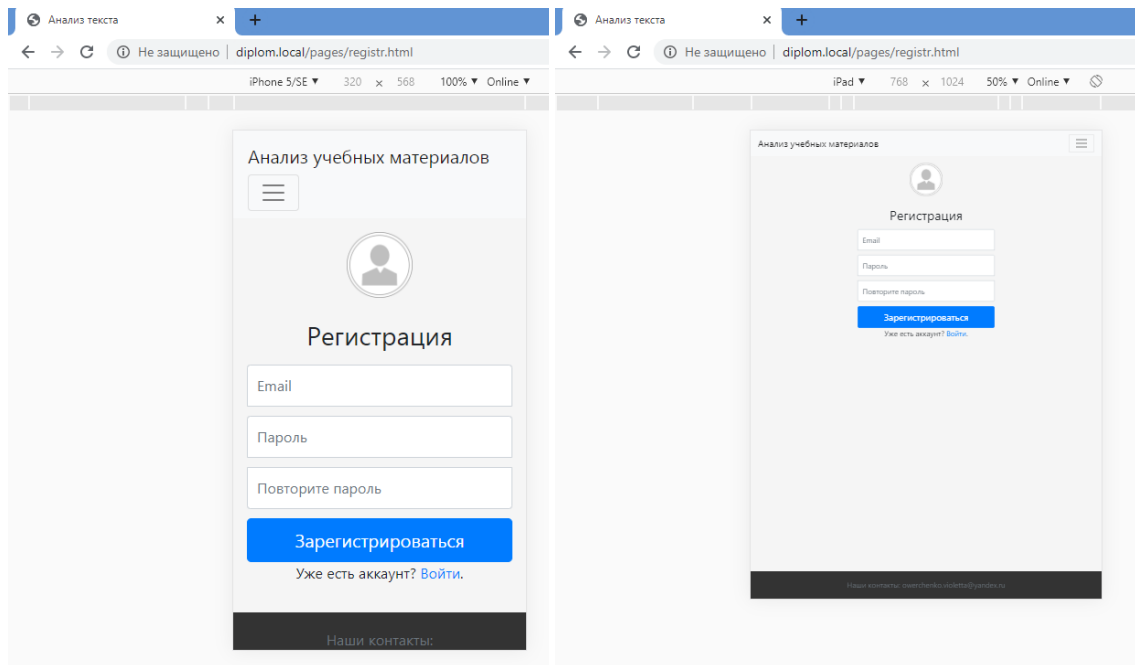 Анализ текста
Не защищено diplom.local/pages/registr.html
iPhone 5/SE 320 x 568 100% Online
Анализ учебных материалов
Регистрация
Email
Пароль
Повторите пароль
Зарегистрироваться
Уже есть аккаунт? Войти.
Наши контакты:
Анализ текста
Не защищено diplom.local/pages/registr.html
iPad 768 x 1024 50% Online
Анализ учебных материалов
Регистрация
Email
Пароль
Повторите пароль
Зарегистрироваться
Уже есть аккаунт? Войти.
Наши контакты: owerchenko.violetta@yandex.ru